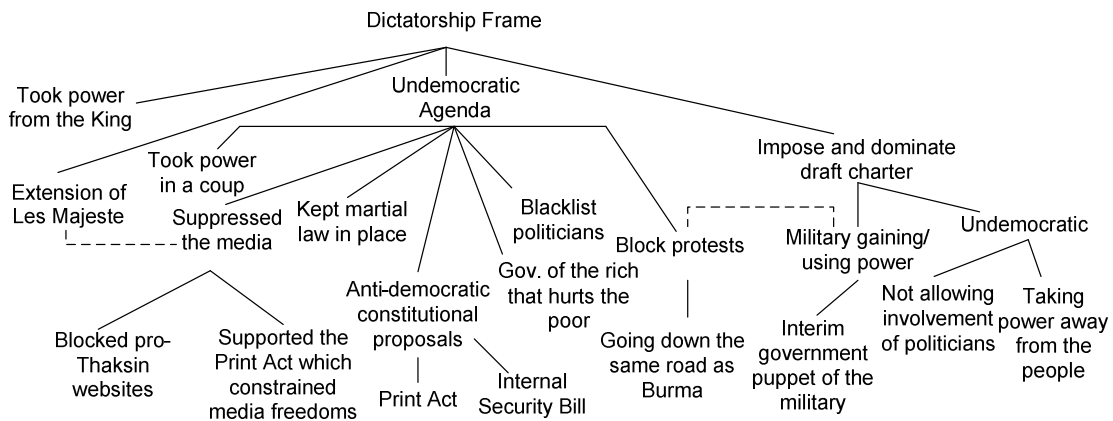 Dictatorship Frame
Took power
from the King
Undemocratic
Agenda
Impose and dominate
draft charter
Extension of
Les Majeste
Took power
in a coup
Suppressed
the media
Kept martial
law in place
Blacklist
politicians
Block protests
Military gaining/
using power
Undemocratic
Anti-democratic
constitutional
proposals
Gov. of the rich
that hurts the
poor
Not allowing
involvement
of politicians
Taking
power away
from the
people
Blocked pro-
Thaksin
websites
Supported the
Print Act which
constrained
media freedoms
Print Act
Internal
Security Bill
Going down the
same road as
Burma
Interim
government
puppet of the
military